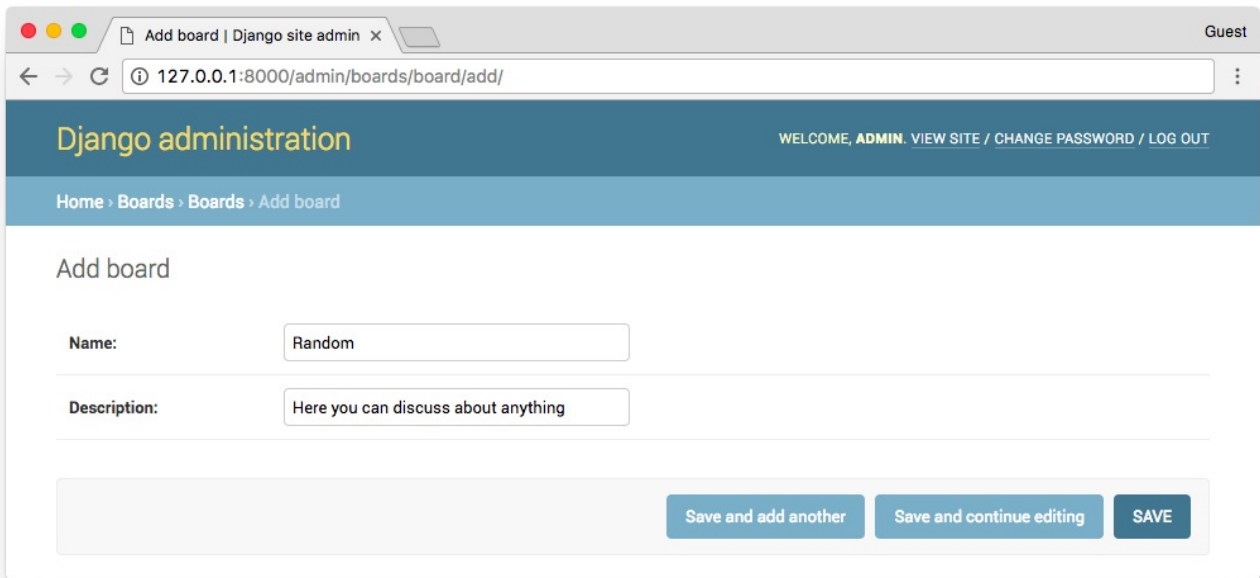 Add board | Django site admin
Guest
127.0.0.1:8000/admin/boards/board/add/
Django administration
WELCOME, ADMIN. VIEW SITE / CHANGE PASSWORD / LOG OUT
Home › Boards › Boards › Add board
Add board
Name: Random
Description: Here you can discuss about anything
Save and add another Save and continue editing SAVE